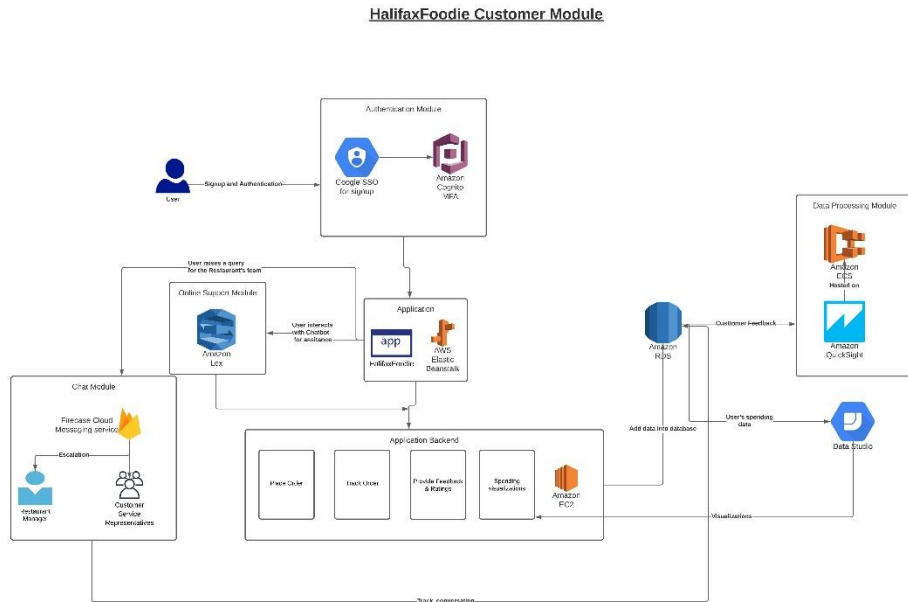 HalifaxFoodie Customer Module
Authentication Module
Google SSO
for signup
Amazon
Cognito
MFA
User
Signup and Authentication
User raises a query
for the Restaurant's team
Online Support Module
Amazon
Lex
User interests
with Chatbot
for assitance
Application
app
HalifaxFoodie
AWS
Elastic
Beanstalk
Amazon
RDS
Customer Feedback
Data Processing Module
Amazon
ECS
Hosted on
Amazon
QuickSight
Chat Module
Firebase Cloud
Messaging service
Escalation
Restaurant
Manager
Customer
Service
Representatives
Application Backend
Place Order
Track Order
Provide Feedback
& Ratings
Spending
visualizations
Amazon
EC2
Add data into database
User's spending
data
Data Studio
Visualizations
Track conversation